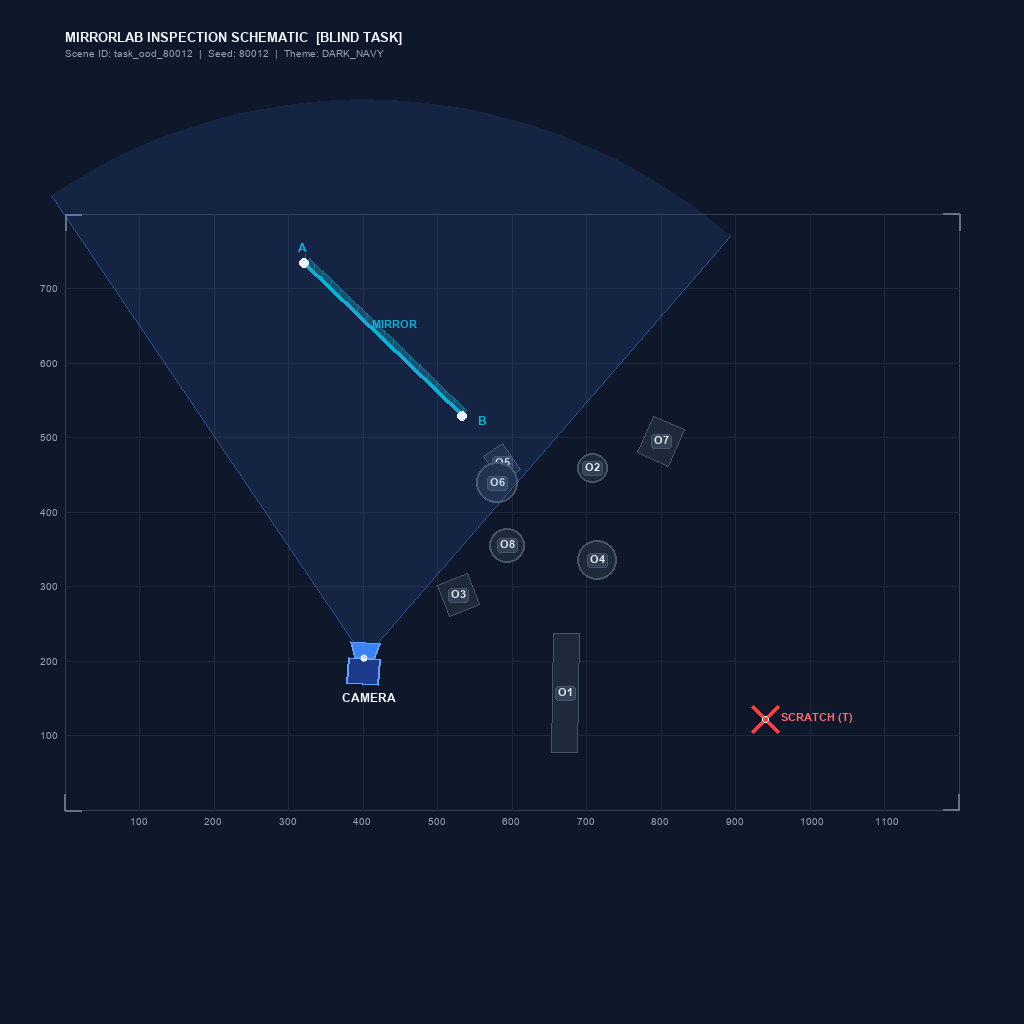 MIRRORLAB INSPECTION SCHEMATIC [BLIND TASK]
Scene ID: task_ood_80012 | Seed: 80012 | Theme: DARK_NAVY
A
700
MIRROR
600
B
500
O7
O5
O2
O6
400
O8
O4
300
O3
200
CAMERA
O1
SCRATCH (T)
100
100 200 300 400 500 600 700 800 900 1000 1100